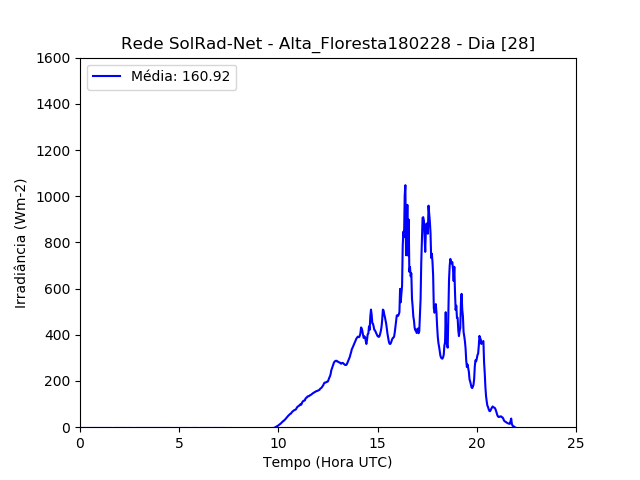 Rede SolRad-Net - Alta_Floresta180228 - Dia [28]
Média: 160.92
1600
1400
1200
1000
800
600
400
200
0
Irradiância (Wm-2)
0 5 10 15 20 25
Tempo (Hora UTC)